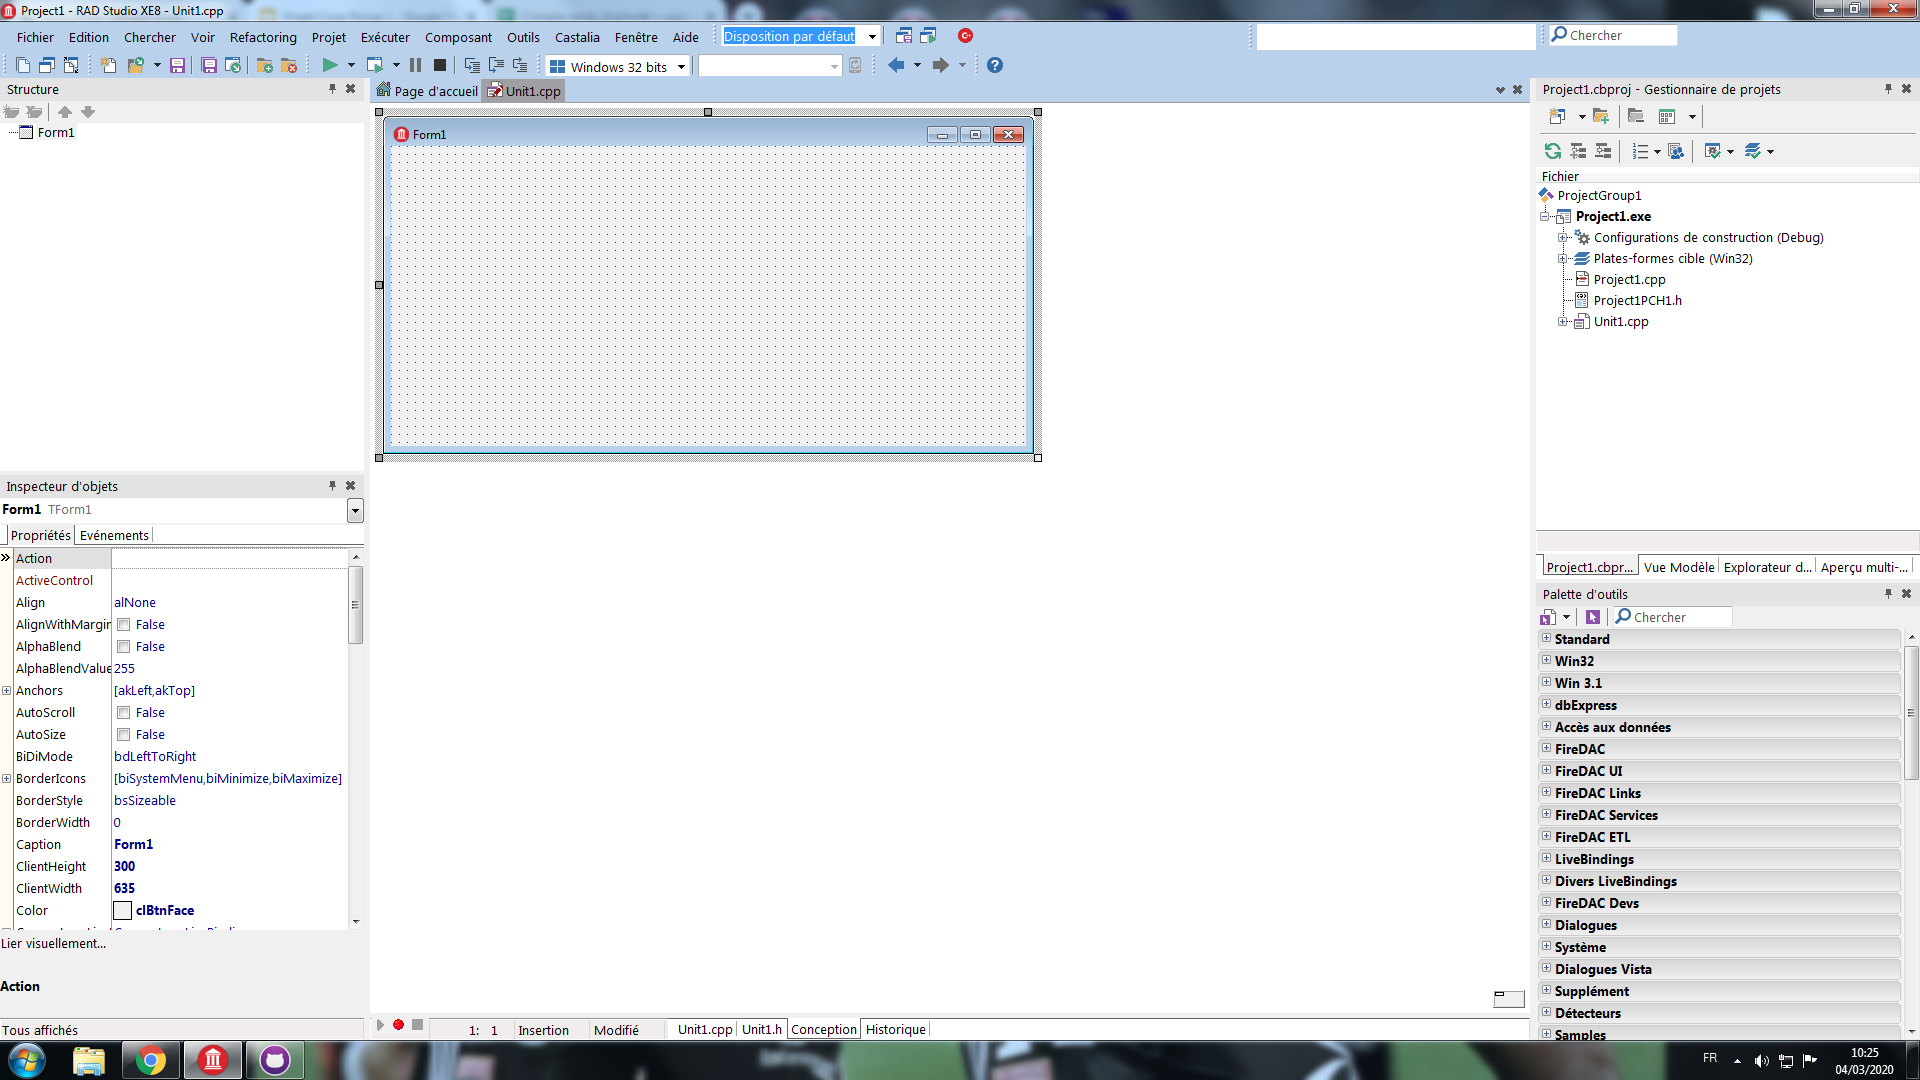 Project1 - RAD Studio XE8 - Unit1.cpp
Fichier Edition Chercher Voir Refactoring Projet Exécuter Composant Outils Castalia Fenêtre Aide
Disposition par défaut
Chercher
Windows 32 bits
Structure
Form1
Page d'accueil
Unit1.cpp
Form1
Inspecteur d'objets
Form1 TForm1
Propriétés Evénements
Action
ActiveControl
Align alNone
AlignWithMargin False
AlphaBlend False
AlphaBlendValue 255
Anchors [akLeft,akTop]
AutoScroll False
AutoSize False
BiDiMode bdLeftToRight
BorderIcons [biSystemMenu,biMinimize,biMaximize]
BorderStyle bsSizeable
BorderWidth 0
Caption Form1
ClientHeight 300
ClientWidth 635
Color clBtnFace
Lier visuellement...
Action
Tous affichés
1: 1 Insertion Modifié Unit1.cpp Unit1.h Conception Historique
Project1.cbproj - Gestionnaire de projets
Fichier
ProjectGroup1
Project1.exe
Configurations de construction (Debug)
Plates-formes cible (Win32)
Project1.cpp
Project1PCH1.h
Unit1.cpp
Project1.cbpr... Vue Modèle Explorateur d... Aperçu multi-...
Palette d'outils
Chercher
Standard
Win32
Win 3.1
dbExpress
Accès aux données
FireDAC
FireDAC UI
FireDAC Links
FireDAC Services
FireDAC ETL
LiveBindings
Divers LiveBindings
FireDAC Devs
Dialogues
Système
Dialogues Vista
Supplément
Détecteurs
Samples
FR
10:25
04/03/2020